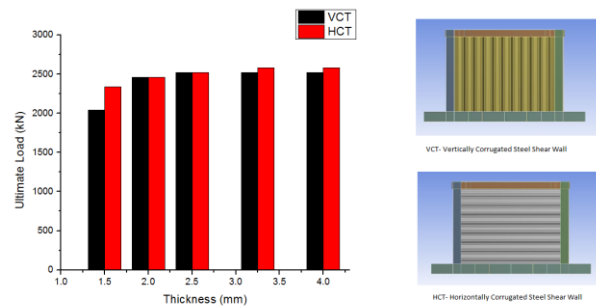 VCT
HCT
3000
2500
2000
1500
1000
500
0
Ultimate Load (kN)
1.0 1.5 2.0 2.5 3.0 3.5 4.0
Thickness (mm)
VCT- Vertically Corrugated Steel Shear Wall
HCT- Horizontally Corrugated Steel Shear Wall